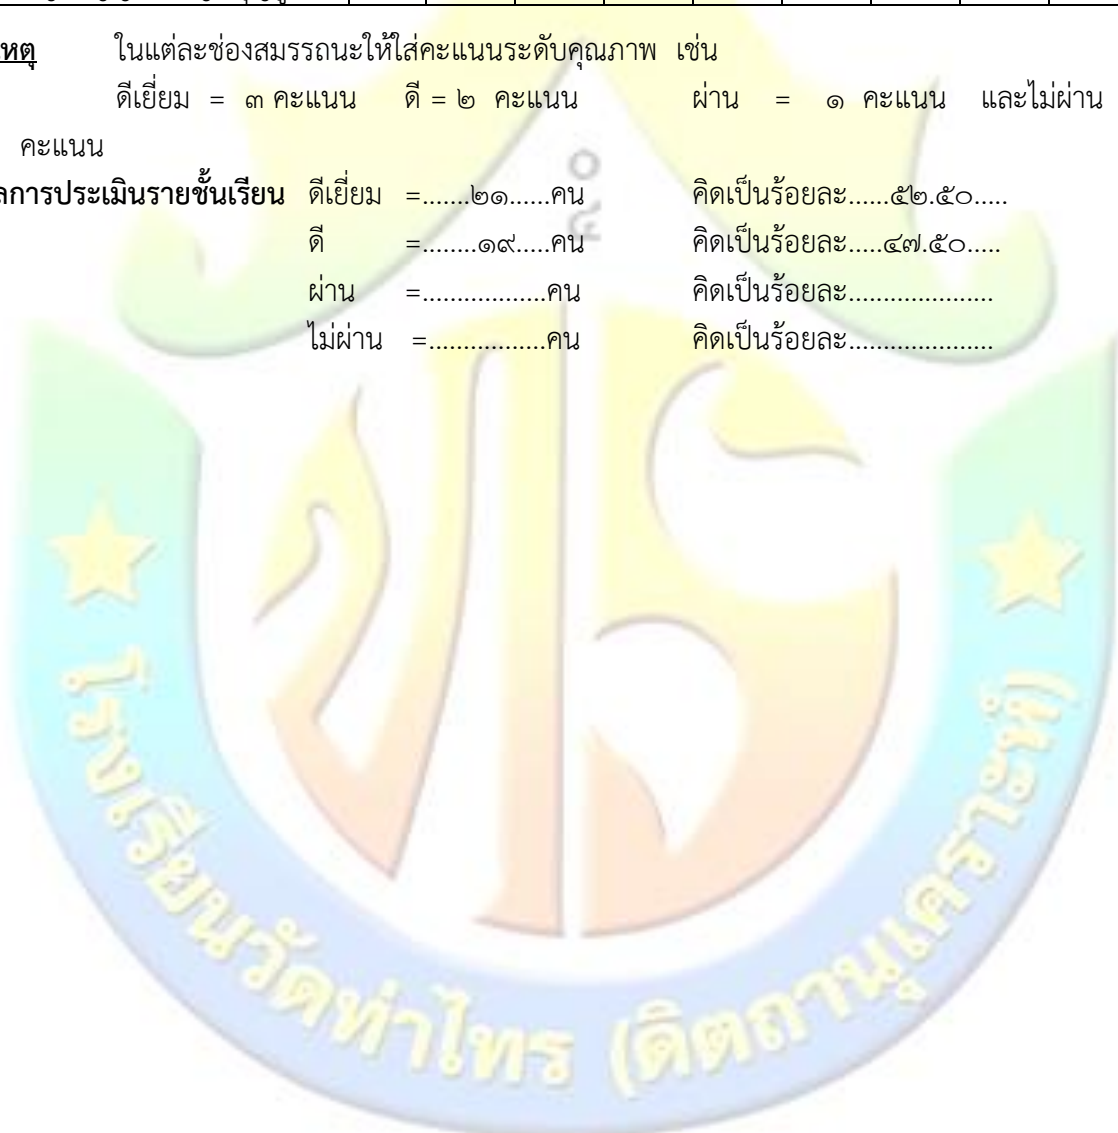 หตุ ในแต่ละช่องสมรรถนะให้ใส่คะแนนระดับคุณภาพ เช่น
ดีเยี่ยม = ๓ คะแนน ดี = ๒ คะแนน ผ่าน = ๑ คะแนน และไม่ผ่าน
คะแนน
ลการประเมินรายชั้นเรียน ดีเยี่ยม =.......๒๑......คน คิดเป็นร้อยละ......๕๒.๕๐.....
ดี =........๑๙.....คน คิดเป็นร้อยละ.....๔๗.๕๐.....
ผ่าน =..................คน คิดเป็นร้อยละ.....................
ไม่ผ่าน =.................คน คิดเป็นร้อยละ.....................
โรงเรียนวัดท่าไทร (ดิตถานุเคราะห์)